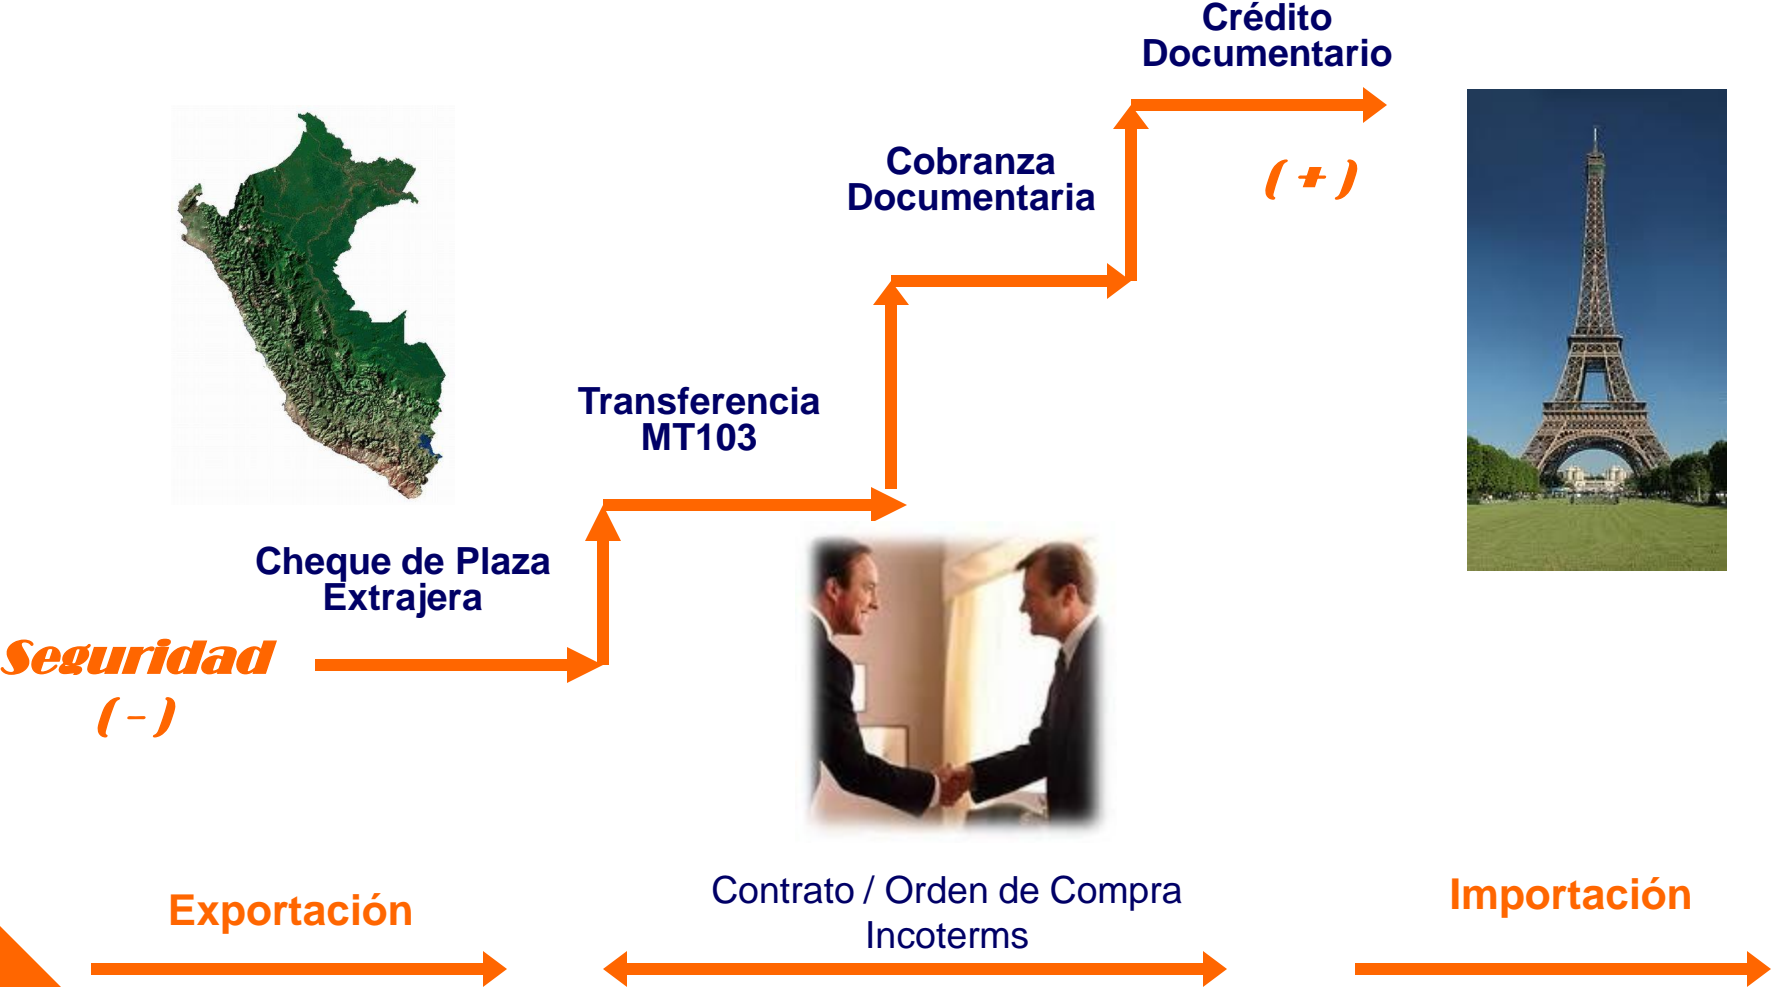 Crédito
Documentario
( + )
Cobranza
Documentaria
Transferencia
MT103
Cheque de Plaza
Extrajera
Seguridad
( - )
Exportación
Contrato / Orden de Compra
Incoterms
Importación